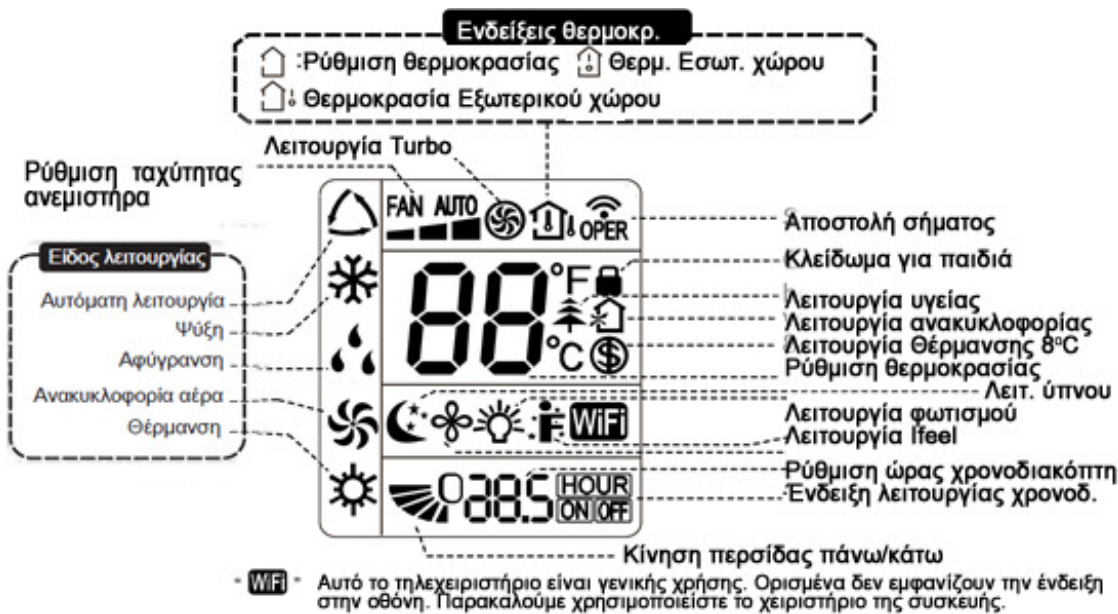 Ενδείξεις θερμοκρ.
:Ρύθμιση θερμοκρασίας Θερμ. Εσωτ. χώρου
Θερμοκρασία Εξωτερικού χώρου
Λειτουργία Turbo
Ρύθμιση ταχύτητας
ανεμιστήρα
FAN AUTO
OPER
Αποστολή σήματος
Είδος λειτουργίας
Αυτόματη λειτουργία
Ψύξη
Αφύγρανση
Ανακυκλοφορία αέρα
Θέρμανση
88 °F
°C
Κλείδωμα για παιδιά
Λειτουργία υγείας
Λειτουργία ανακυκλοφορίας
Λειτουργία Θέρμανσης 8°C
Ρύθμιση θερμοκρασίας
Λειτ. ύπνου
WiFi
Λειτουργία φωτισμού
Λειτουργία Ifeel
038.5 HOUR
ON OFF
Ρύθμιση ώρας χρονοδιακόπτη
Ένδειξη λειτουργίας χρονοδ.
Κίνηση περσίδας πάνω/κάτω
" WiFi " Αυτό το τηλεχειριστήριο είναι γενικής χρήσης. Ορισμένα δεν εμφανίζουν την ένδειξη
στην οθόνη. Παρακαλούμε χρησιμοποιείστε το χειριστήριο της συσκευής.